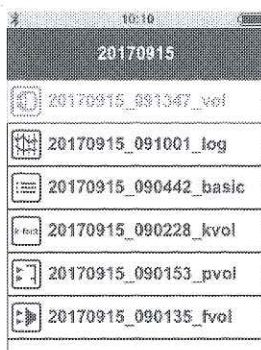 10:10
20170915
20170915_091347_vol
20170915_091001_log
20170915_090442_basic
20170915_090228_kvol
20170915_090153_pvol
20170915_090135_fvol